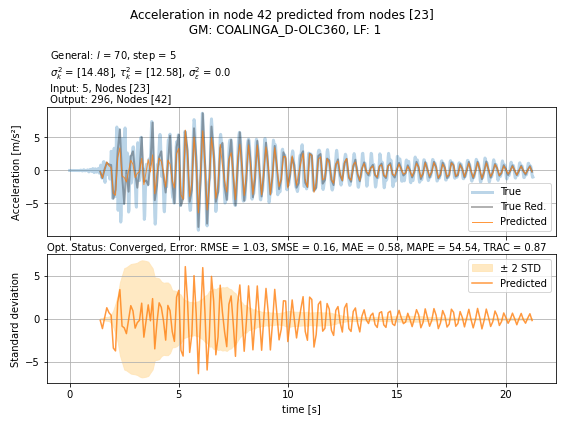 Acceleration in node 42 predicted from nodes [23]
GM: COALINGA_D-OLC360, LF: 1
General: l = 70, step = 5
σ²ₖ = [14.48], τ²ₖ = [12.58], σ²ₑ = 0.0
Input: 5, Nodes [23]
Output: 296, Nodes [42]
Acceleration [m/s²]
5
0
−5
True
True Red.
Predicted
Opt. Status: Converged, Error: RMSE = 1.03, SMSE = 0.16, MAE = 0.58, MAPE = 54.54, TRAC = 0.87
Standard deviation
5
0
−5
± 2 STD
Predicted
0 5 10 15 20
time [s]